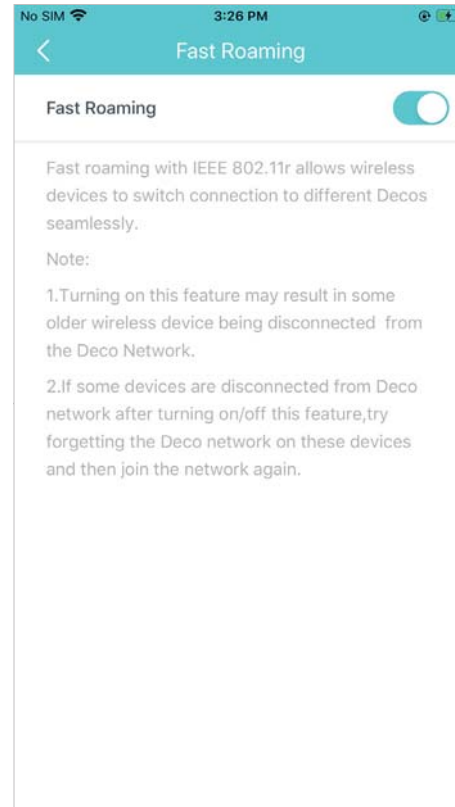 No SIM 3:26 PM
Fast Roaming
Fast Roaming
Fast roaming with IEEE 802.11r allows wireless
devices to switch connection to different Decos
seamlessly.
Note:
1.Turning on this feature may result in some
older wireless device being disconnected from
the Deco Network.
2.If some devices are disconnected from Deco
network after turning on/off this feature,try
forgetting the Deco network on these devices
and then join the network again.